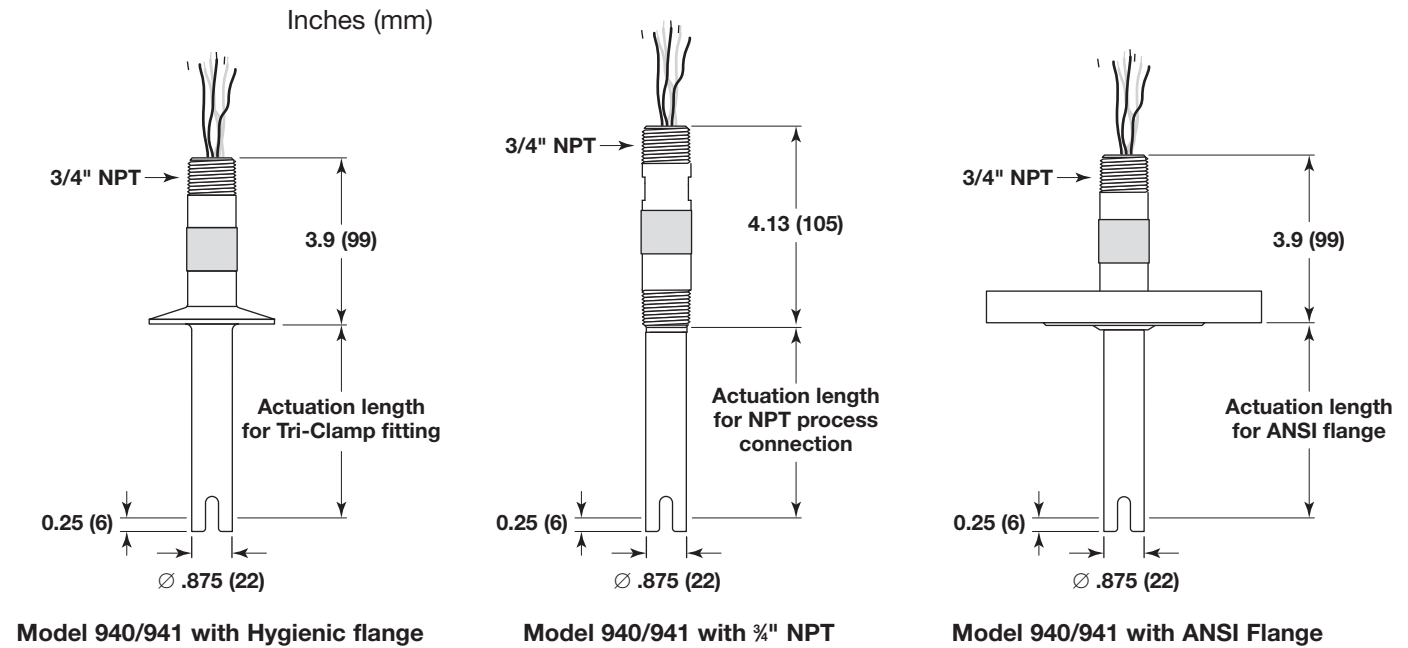 Inches (mm)
3/4" NPT
3.9 (99)
Actuation length
for Tri-Clamp fitting
0.25 (6)
∅ .875 (22)
Model 940/941 with Hygienic flange
3/4" NPT
4.13 (105)
Actuation length
for NPT process
connection
0.25 (6)
∅ .875 (22)
Model 940/941 with ¾" NPT
3/4" NPT
3.9 (99)
Actuation length
for ANSI flange
0.25 (6)
∅ .875 (22)
Model 940/941 with ANSI Flange